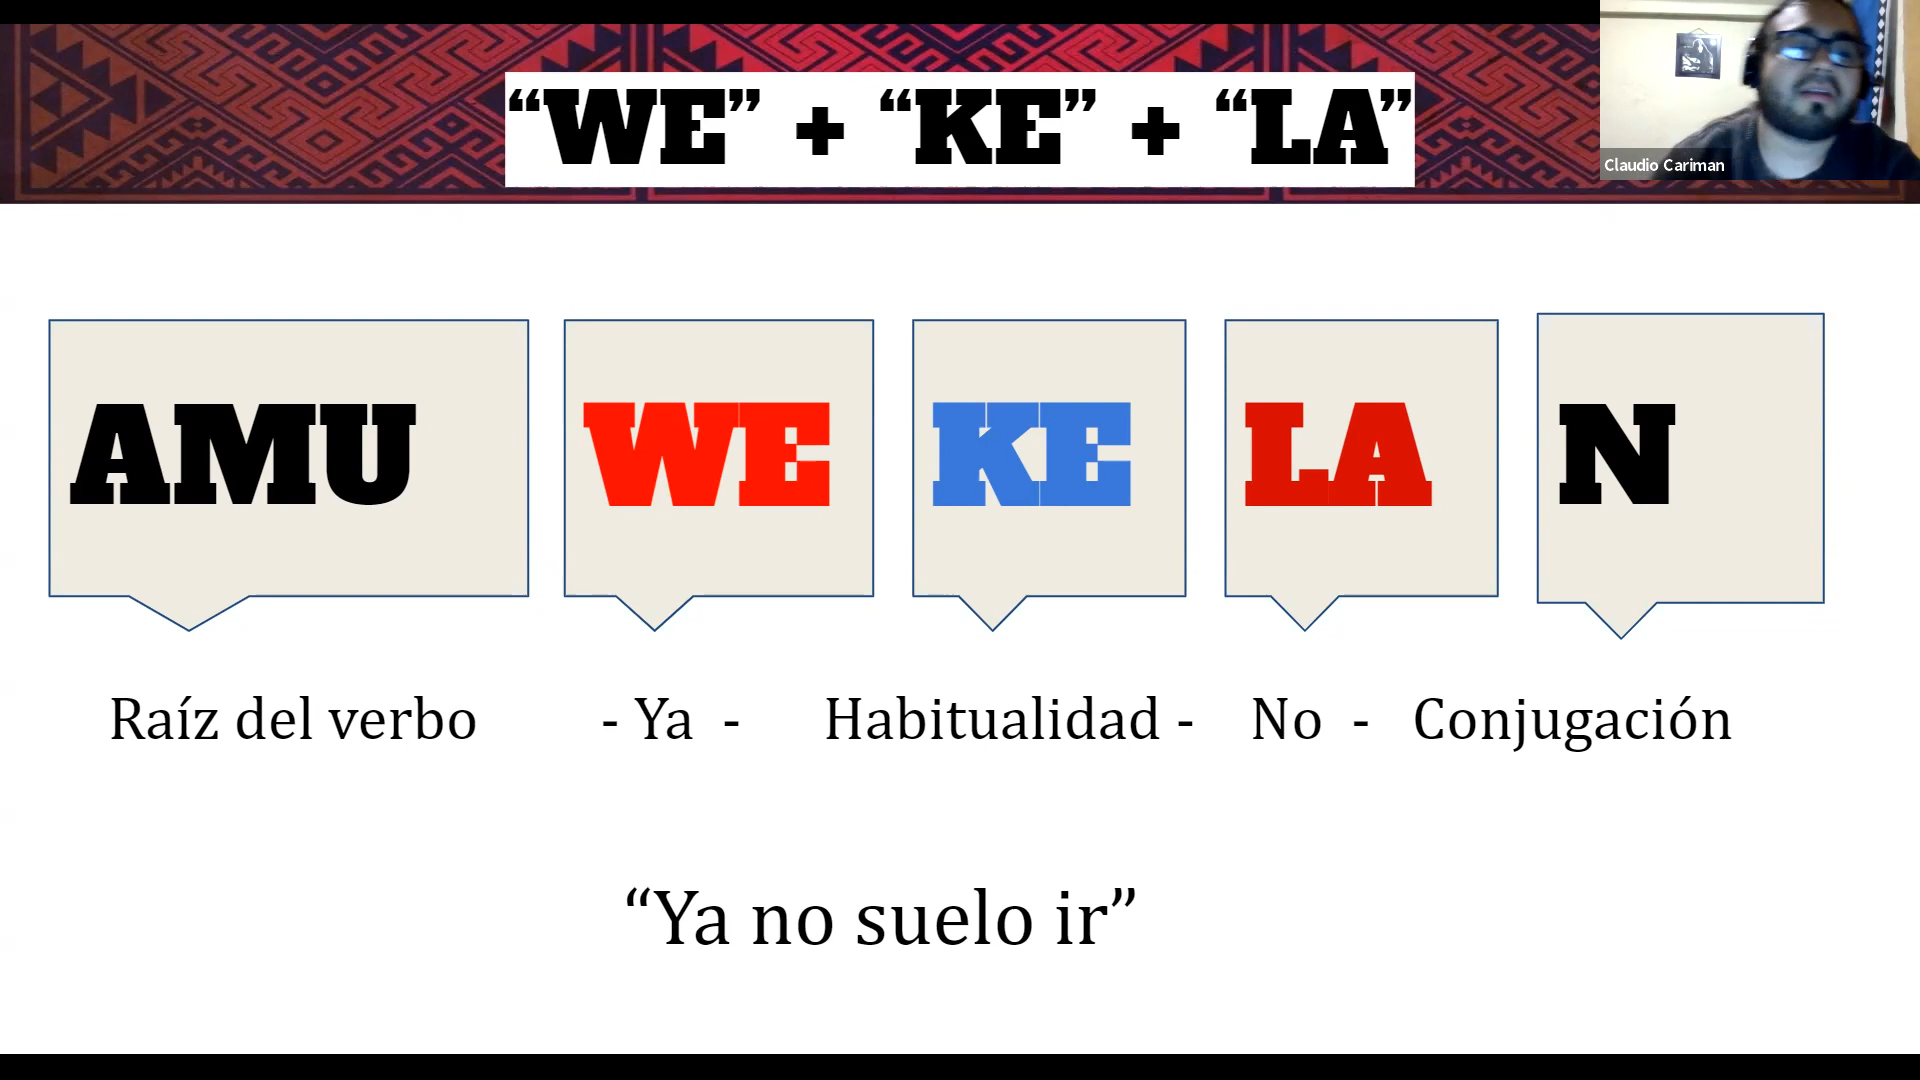 “WE” + “KE” + “LA”
Claudio Cariman
AMU WE KE LA N
Raíz del verbo - Ya - Habitualidad - No - Conjugación
“Ya no suelo ir”